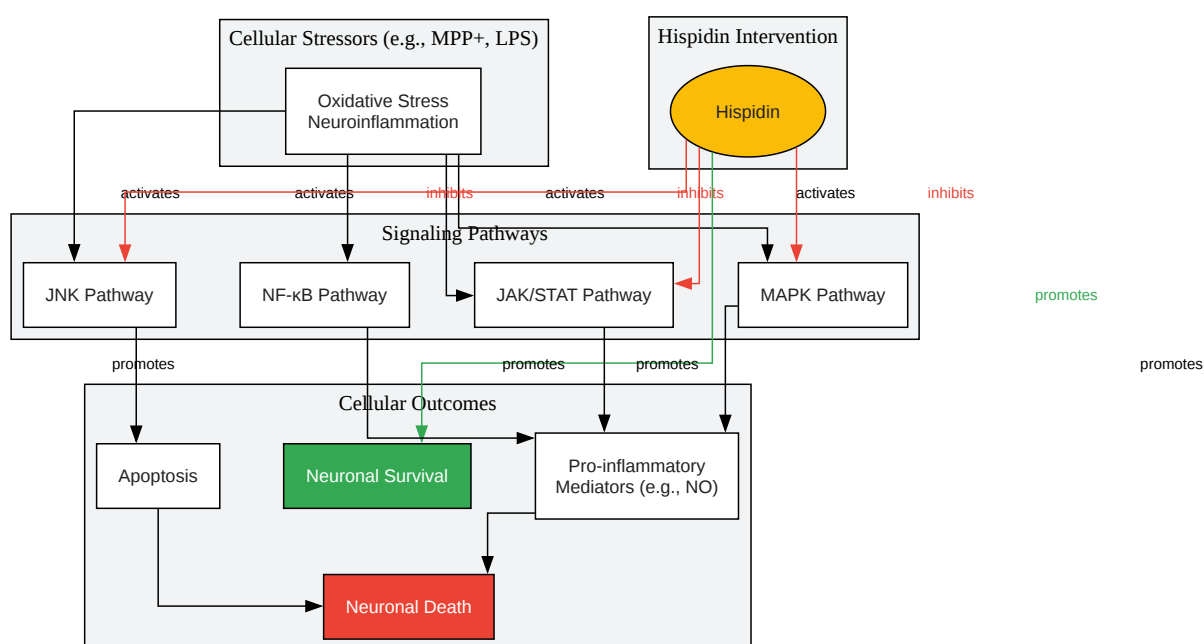 Cellular Stressors (e.g., MPP+, LPS)
Hispidin Intervention
Oxidative Stress
Neuroinflammation
Hispidin
activates
activates
inhibits
activates
inhibits
activates
inhibits
Signaling Pathways
JNK Pathway
NF-κB Pathway
JAK/STAT Pathway
MAPK Pathway
promotes
promotes
promotes
promotes
promotes
Cellular Outcomes
Apoptosis
Neuronal Survival
Pro-inflammatory
Mediators (e.g., NO)
Neuronal Death